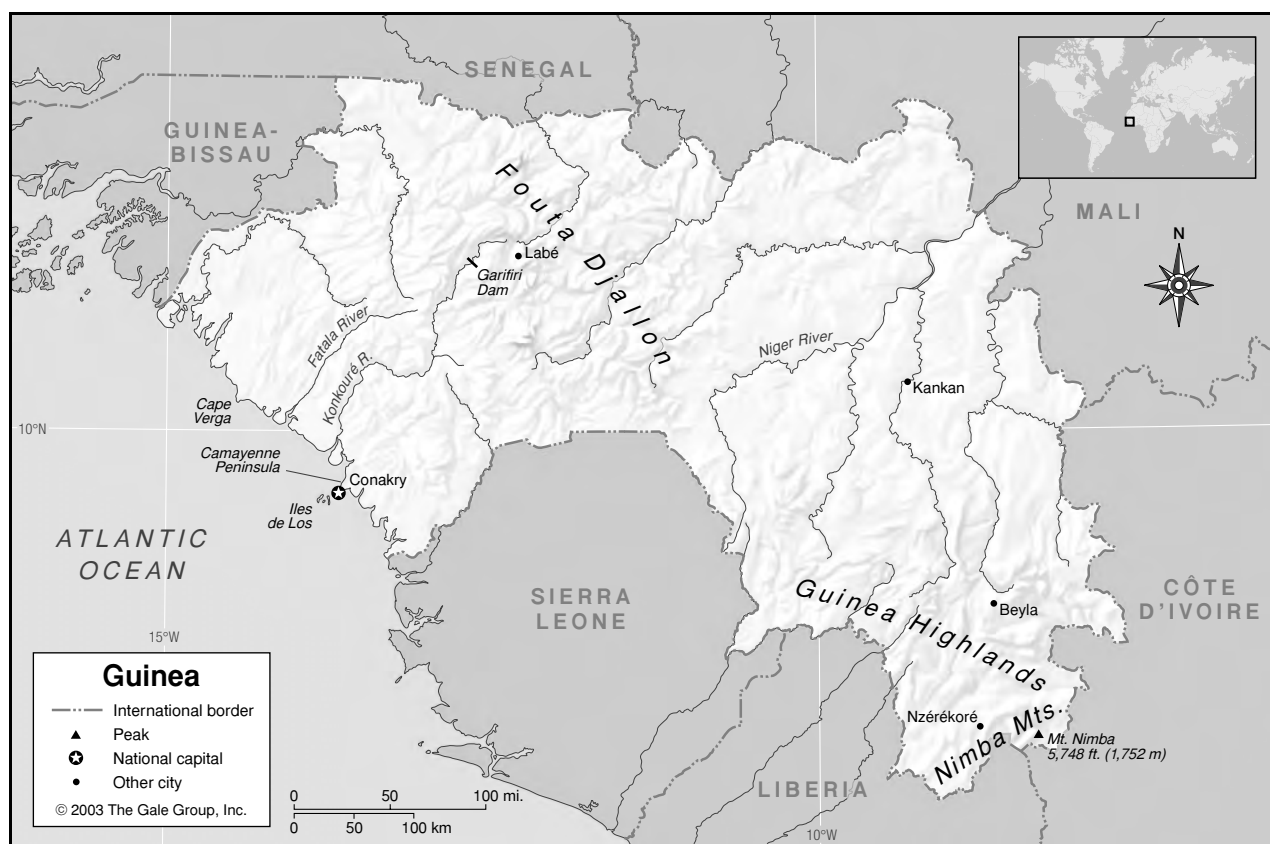 SENEGAL
GUINEA-
BISSAU
MALI
N
Fouta Djallon
Labé
Garifiri
Dam
Fatala River
Konkouré R.
Niger River
Kankan
Cape
Verga
10°N
Camayenne
Peninsula
Conakry
Iles
de Los
ATLANTIC
OCEAN
SIERRA
LEONE
Guinea Highlands
Beyla
CÔTE
D'IVOIRE
15°W
Nzérékoré
Nimba Mts.
Mt. Nimba
5,748 ft. (1,752 m)
LIBERIA
10°W
Guinea
International border
Peak
National capital
Other city
© 2003 The Gale Group, Inc.
0 50 100 mi.
0 50 100 km